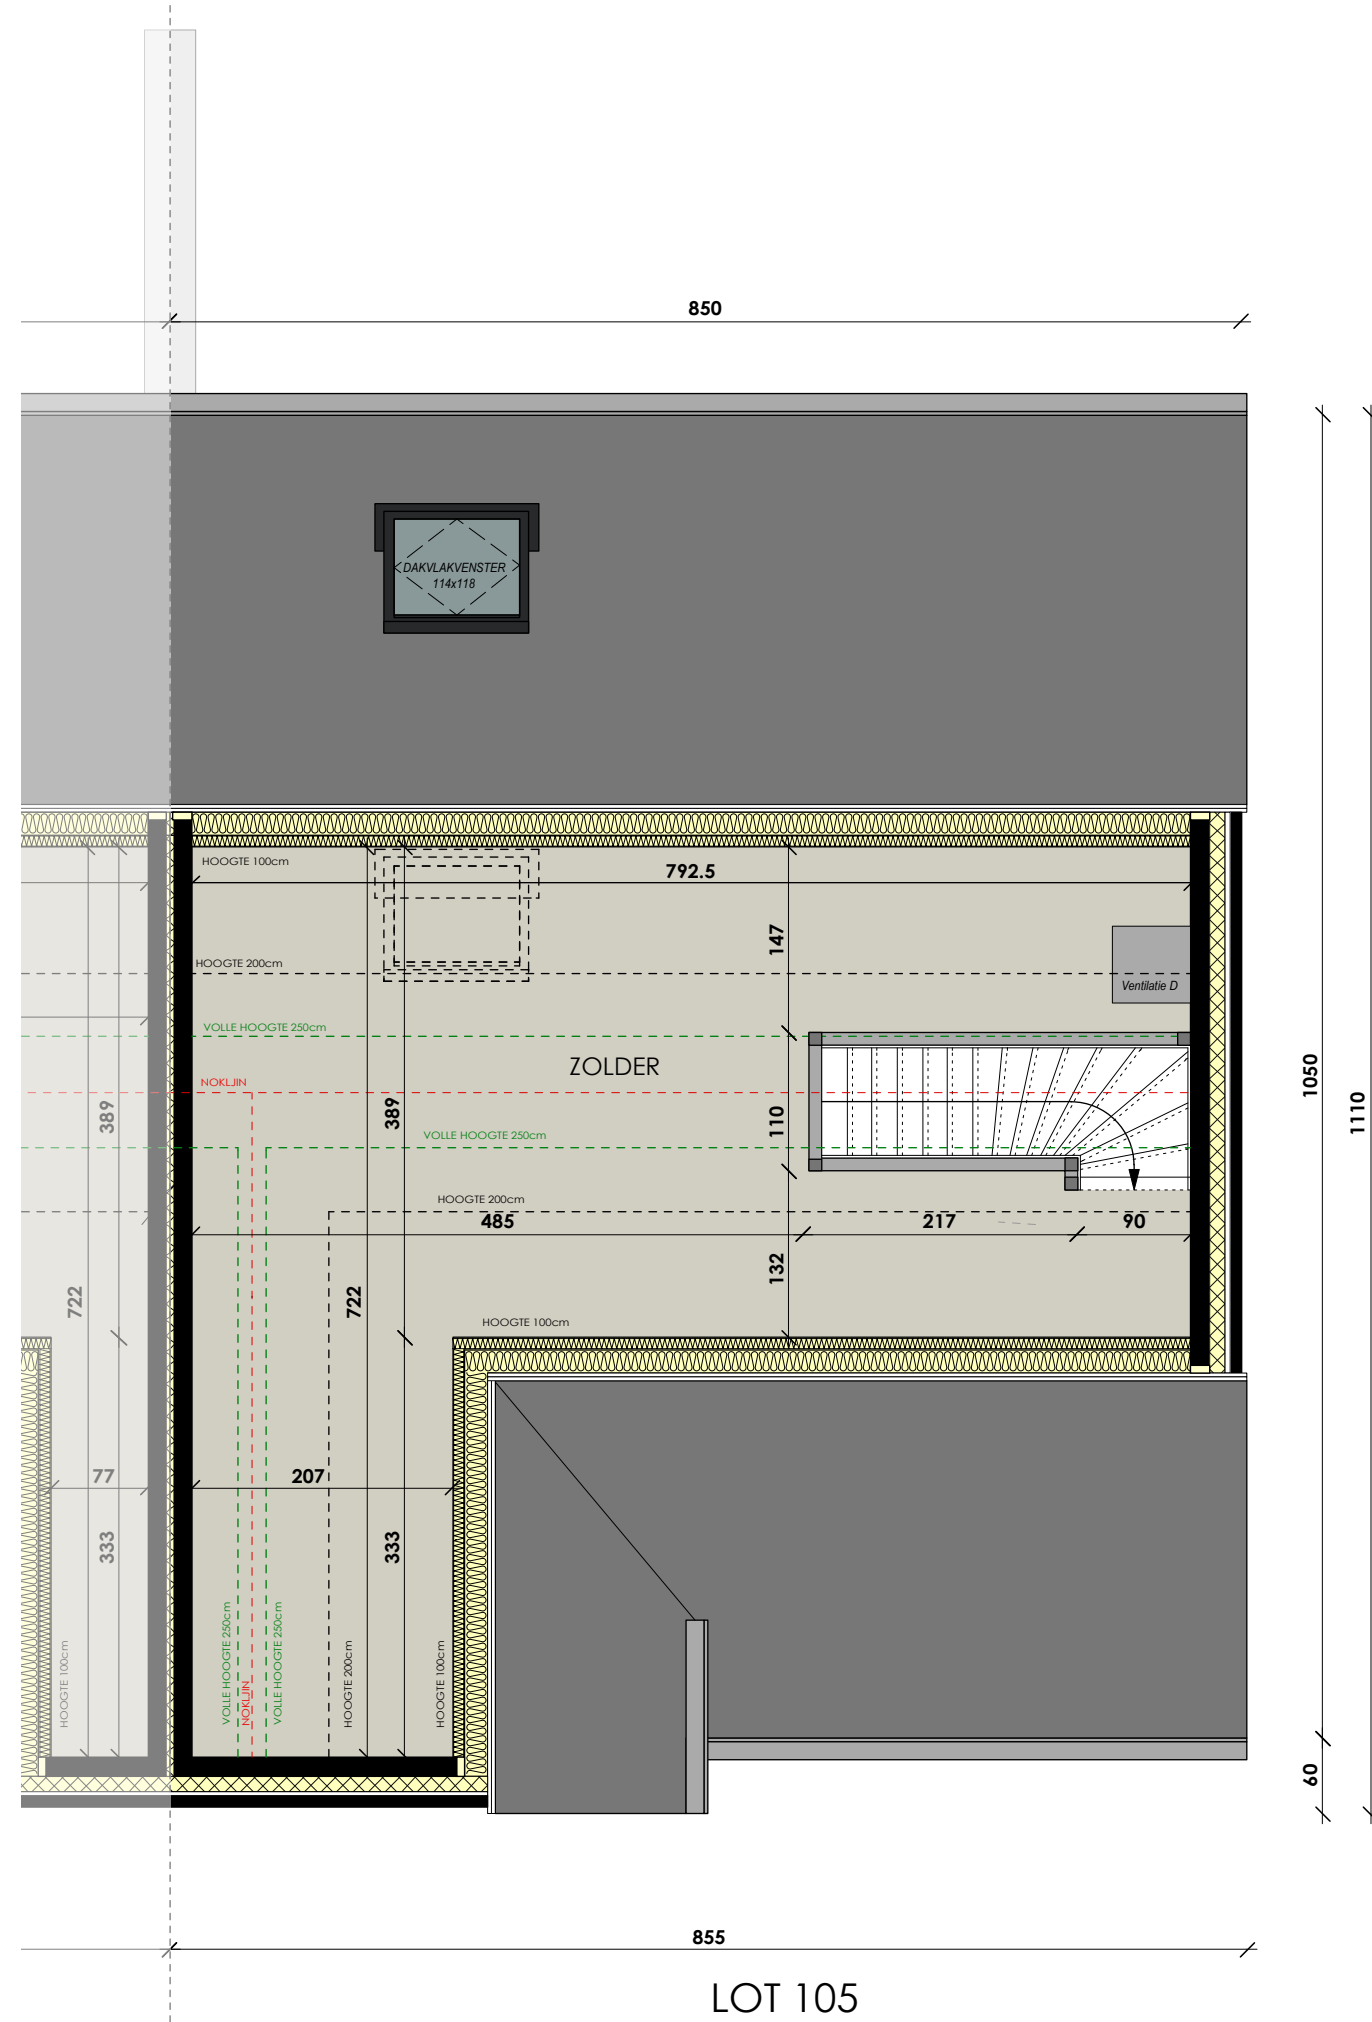 850
DAKVLAKVENSTER
114x118
HOOGTE 100cm
792.5
147
HOOGTE 200cm
Ventilatie D
VOLLE HOOGTE 250cm
ZOLDER
NOKLJIN
1050
1110
389
389
110
VOLLE HOOGTE 250cm
HOOGTE 200cm
485
217
90
132
722
722
HOOGTE 100cm
77
207
333
333
HOOGTE 100cm
VOLLE HOOGTE 250cm
NOKLJIN
VOLLE HOOGTE 250cm
HOOGTE 200cm
HOOGTE 100cm
60
855
LOT 105